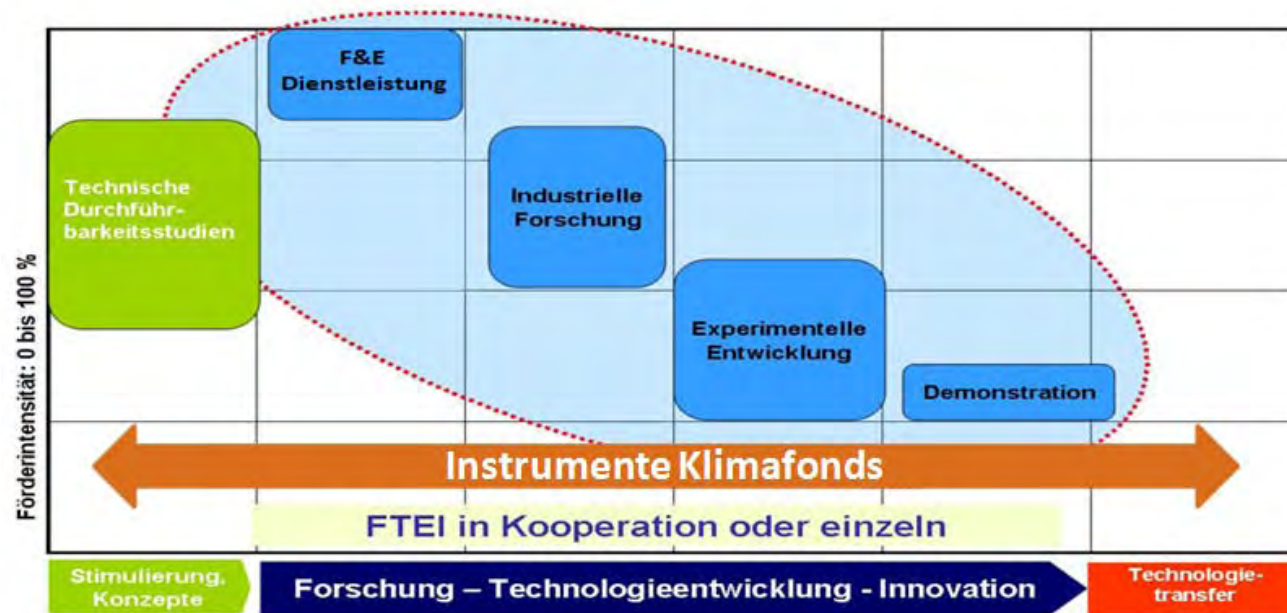 F&E
Dienstleistung
Technische
Durchführ-
barkeitsstudien
Industrielle
Forschung
Experimentelle
Entwicklung
Demonstration
Förderintensität: 0 bis 100 %
Instrumente Klimafonds
FTEI in Kooperation oder einzeln
Stimulierung,
Konzepte
Forschung – Technologieentwicklung - Innovation
Technologie-
transfer